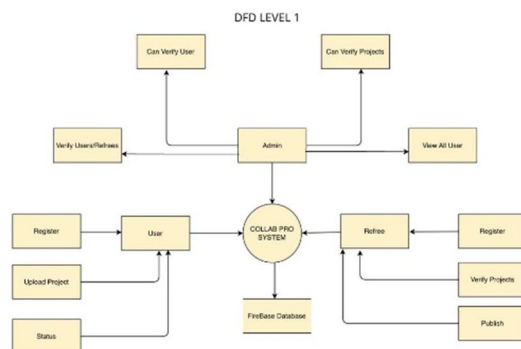 DFD LEVEL 1
Can Verify User
Can Verify Projects
Verify Users/Refrees
Admin
View All User
Register
User
COLLAB PRO
SYSTEM
Refree
Register
Upload Project
Verify Projects
Status
FireBase Database
Publish